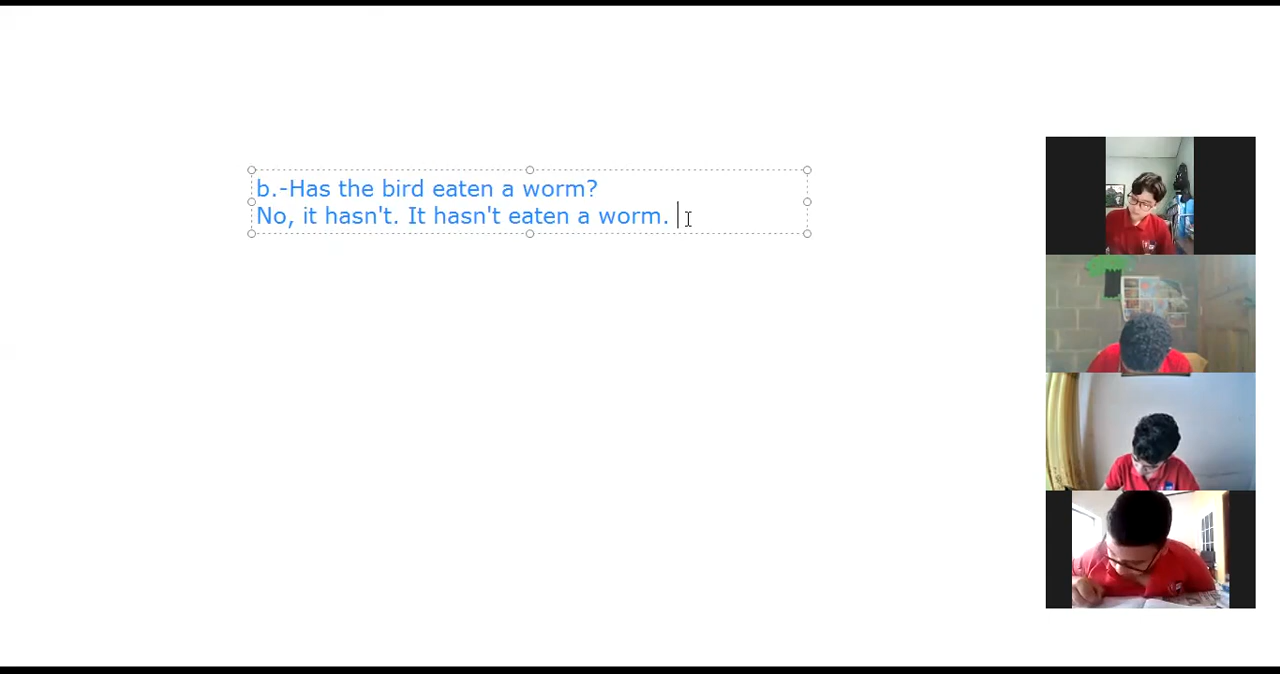 b.-Has the bird eaten a worm?
No, it hasn't. It hasn't eaten a worm.